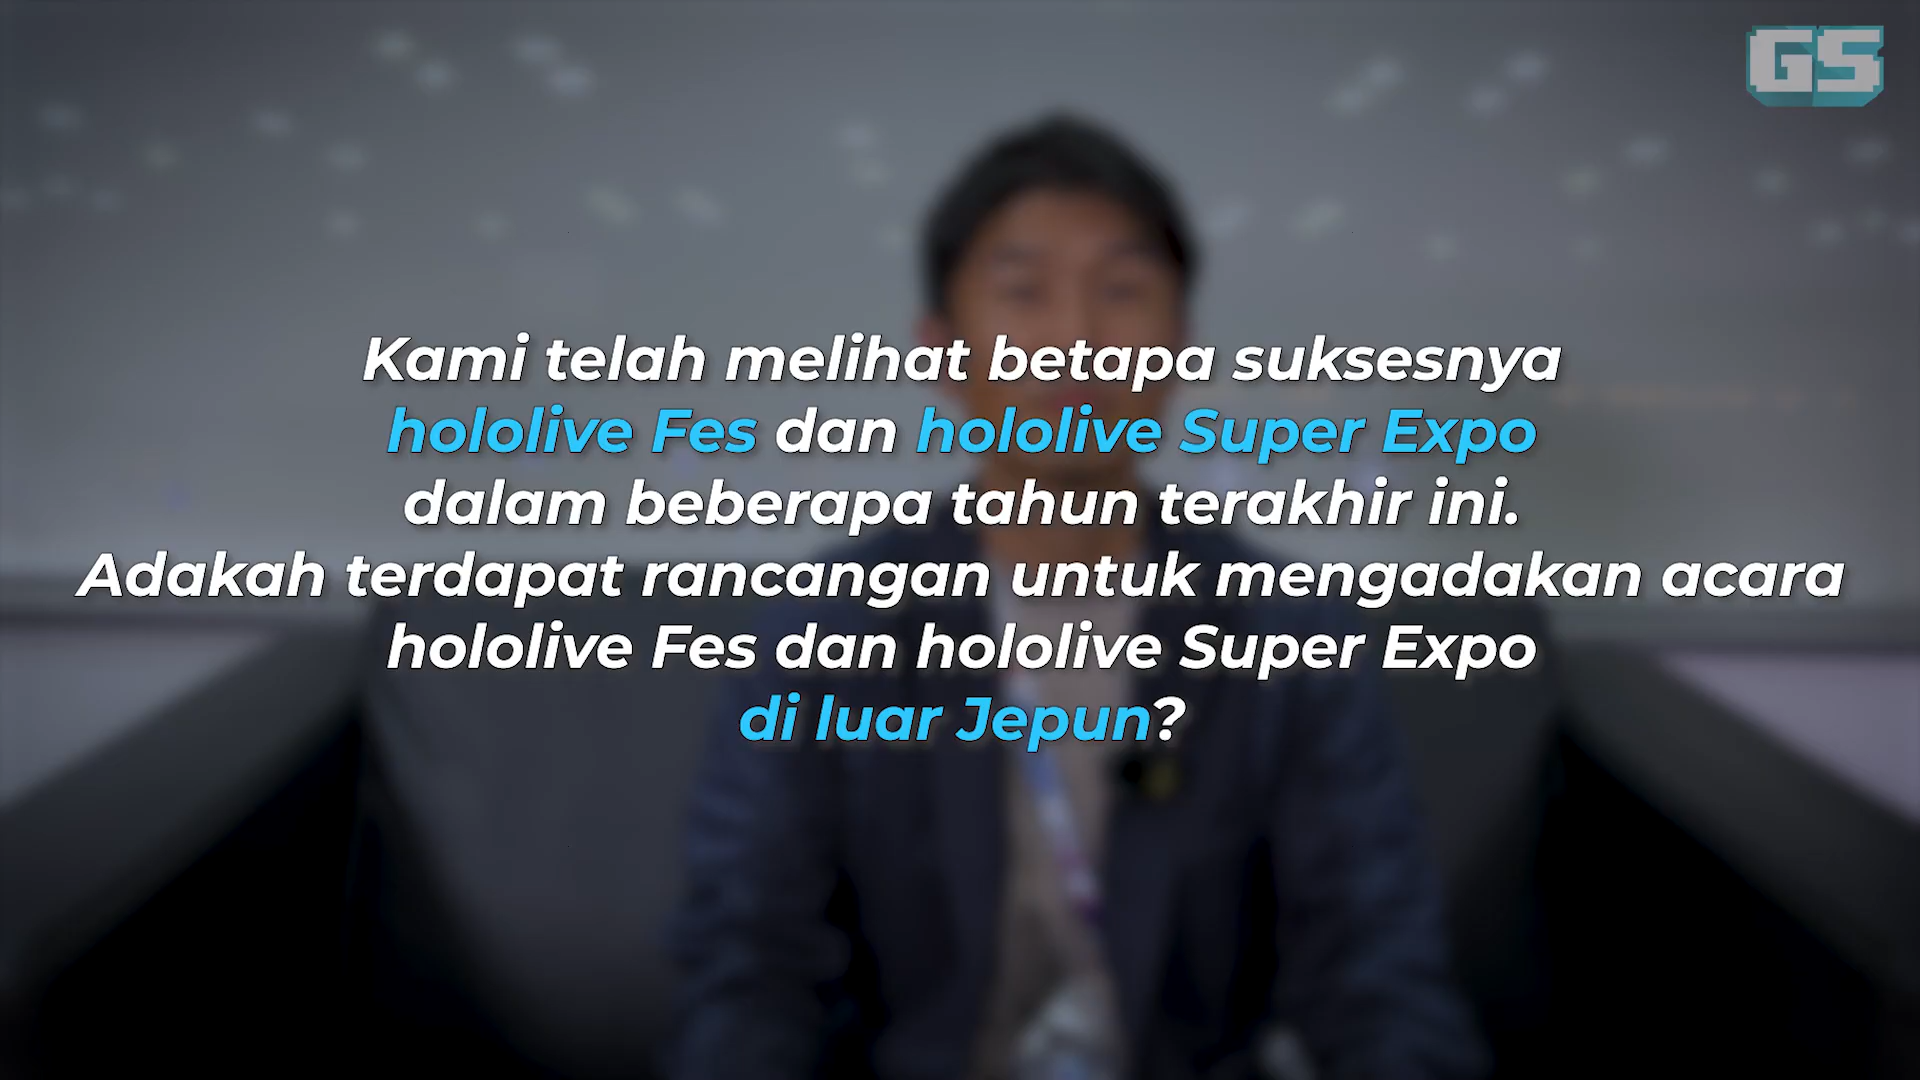 GS
Kami telah melihat betapa suksesnya
hololive Fes dan hololive Super Expo
dalam beberapa tahun terakhir ini.
Adakah terdapat rancangan untuk mengadakan acara
hololive Fes dan hololive Super Expo
di luar Jepun?